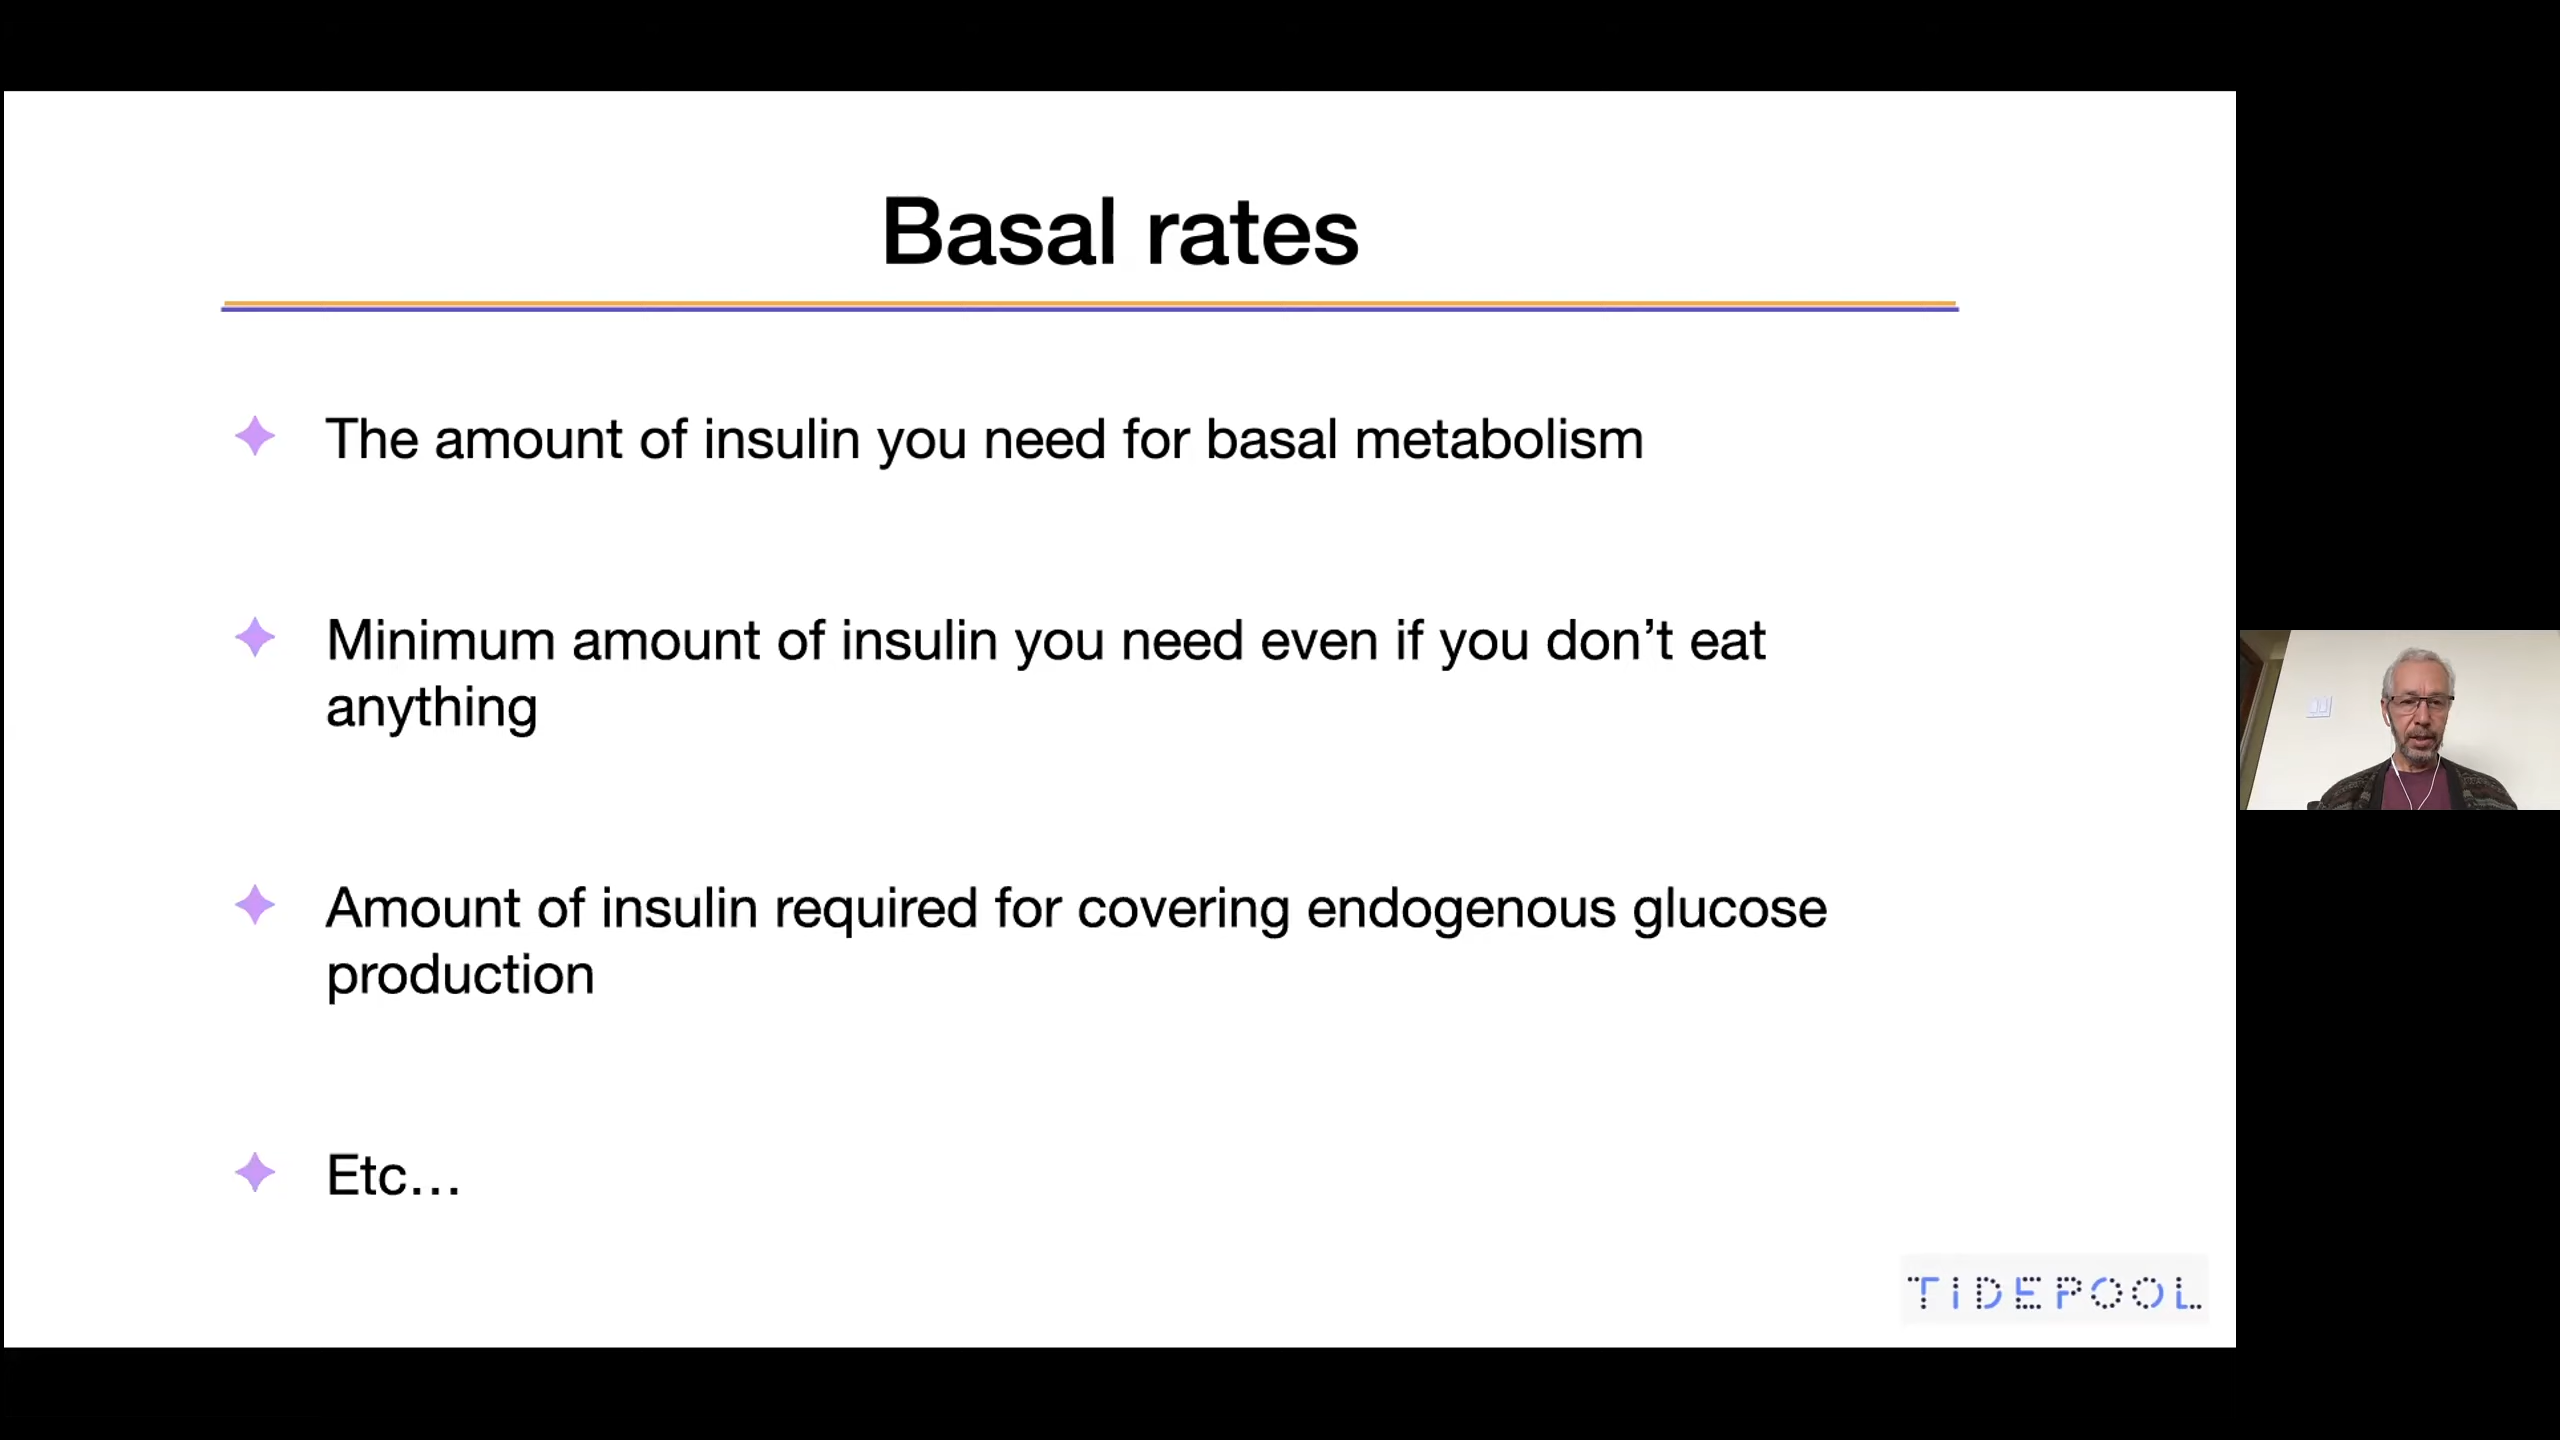 Basal rates
The amount of insulin you need for basal metabolism
Minimum amount of insulin you need even if you don’t eat
anything
Amount of insulin required for covering endogenous glucose
production
Etc…
TIDEPOOL